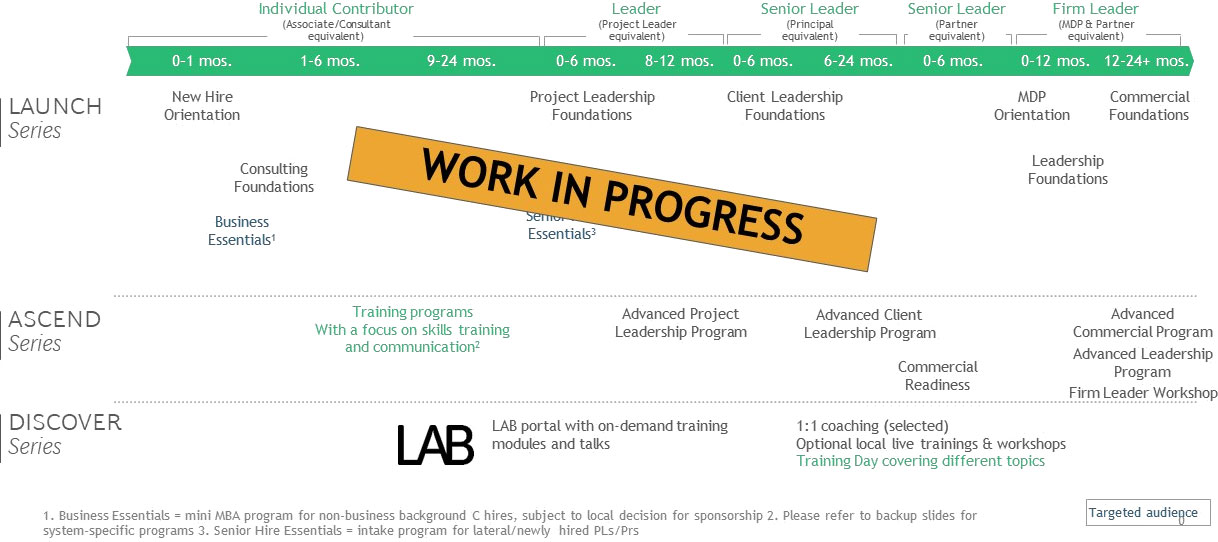 Individual Contributor
(Associate/Consultant
equivalent)
Leader
(Project Leader
equivalent)
Senior Leader
(Principal
equivalent)
Senior Leader
(Partner
equivalent)
Firm Leader
(MDP & Partner
equivalent)
0-1 mos. 1-6 mos. 9-24 mos. 0-6 mos. 8-12 mos. 0-6 mos. 6-24 mos. 0-6 mos. 0-12 mos. 12-24+ mos.
LAUNCH
Series
New Hire
Orientation
Project Leadership
Foundations
Client Leadership
Foundations
MDP
Orientation
Commercial
Foundations
Consulting
Foundations
Leadership
Foundations
Business
Essentials¹
WORK IN PROGRESS
Senior
Essentials³
ASCEND
Series
Training programs
With a focus on skills training
and communication²
Advanced Project
Leadership Program
Advanced Client
Leadership Program
Advanced
Commercial Program
Commercial
Readiness
Advanced Leadership
Program
Firm Leader Workshop
DISCOVER
Series
LAB
LAB portal with on-demand training
modules and talks
1:1 coaching (selected)
Optional local live trainings & workshops
Training Day covering different topics
1. Business Essentials = mini MBA program for non-business background C hires, subject to local decision for sponsorship 2. Please refer to backup slides for
system-specific programs 3. Senior Hire Essentials = intake program for lateral/newly hired PLs/Prs
Targeted audience
0